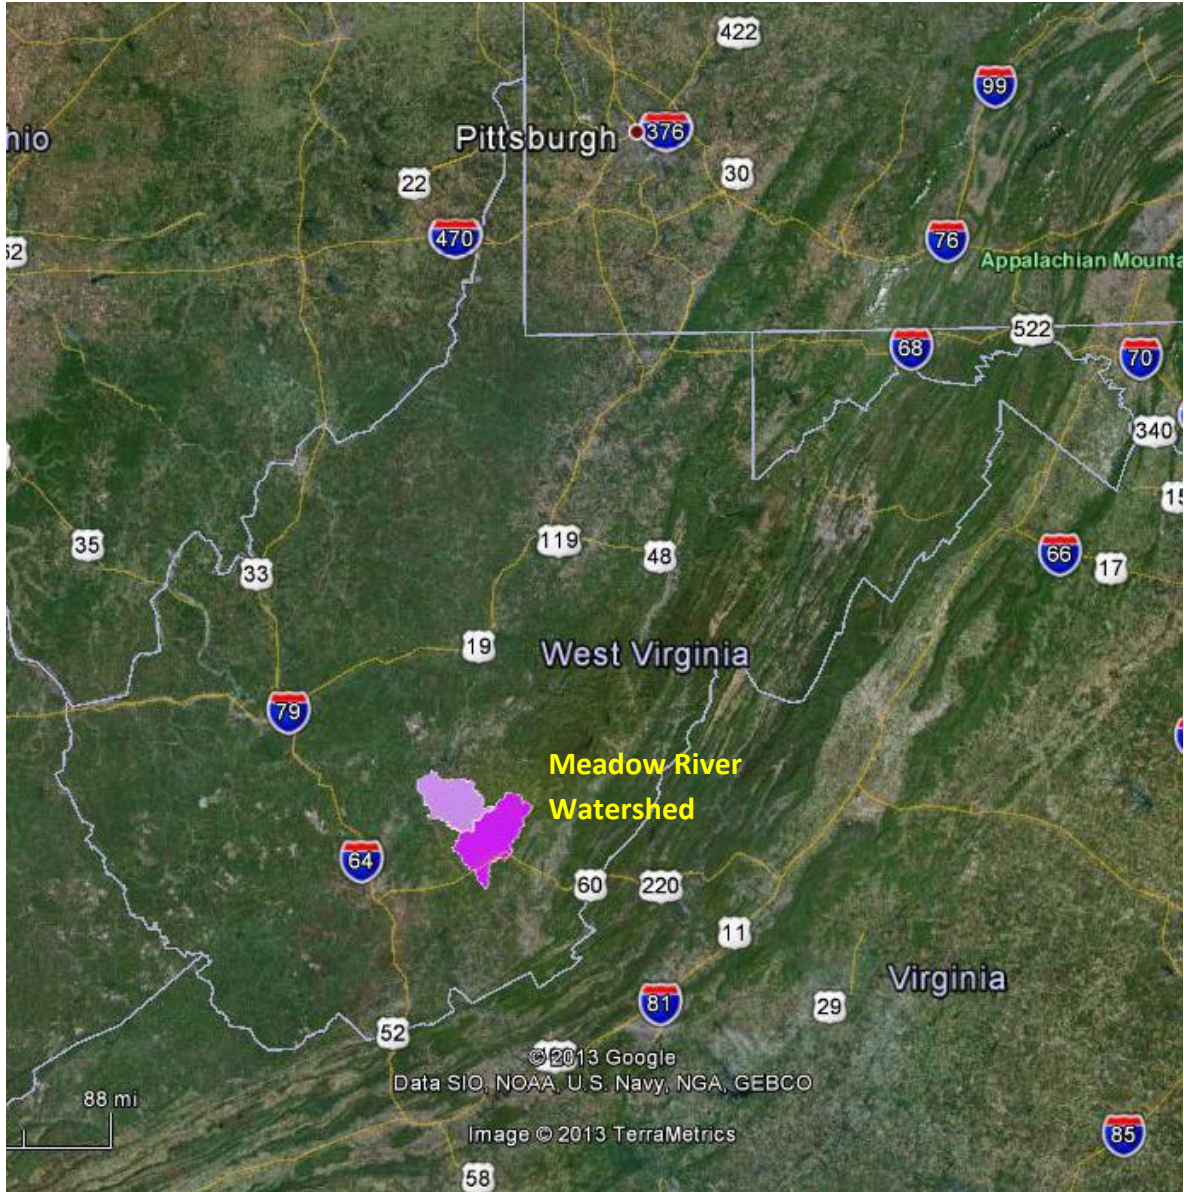 422
99
hio
Pittsburgh
376
30
22
470
76
62
Appalachian Mounta
522
68
70
340
15
35
119
48
66
17
33
19
West Virginia
79
Meadow River
Watershed
64
60
220
11
Virginia
81
29
52
© 2013 Google
Data SIO, NOAA, U.S. Navy, NGA, GEBCO
88 mi
Image © 2013 TerraMetrics
85
58